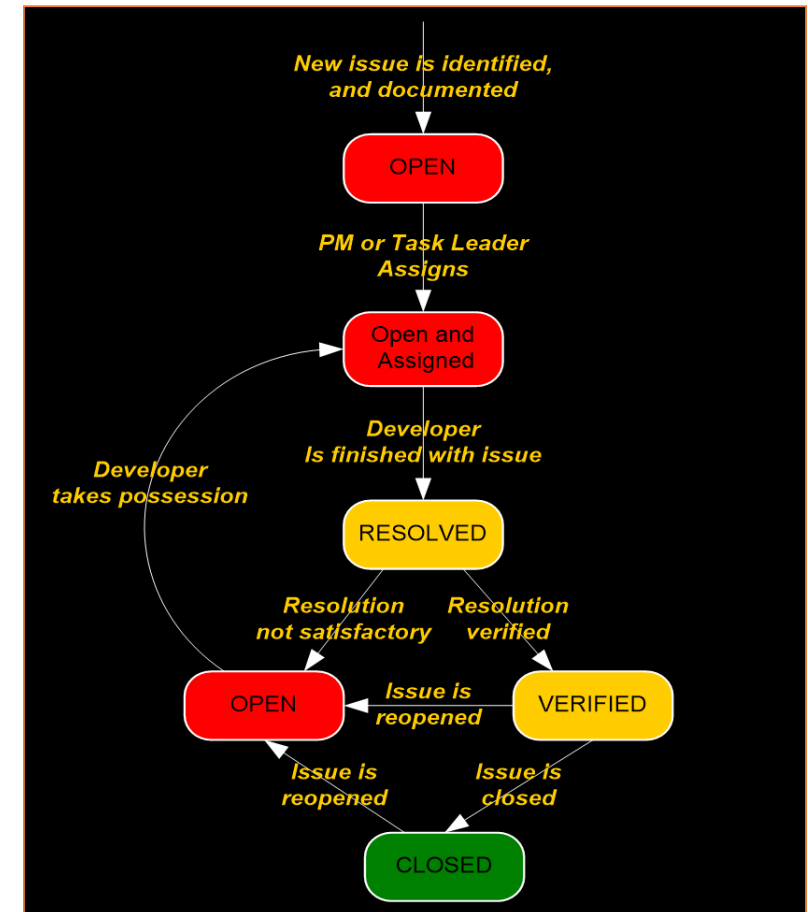 New issue is identified,
and documented
OPEN
PM or Task Leader
Assigns
Open and
Assigned
Developer
Is finished with issue
Developer
takes possession
RESOLVED
Resolution
not satisfactory
Resolution
verified
OPEN
Issue is
reopened
VERIFIED
Issue is
reopened
Issue is
closed
CLOSED